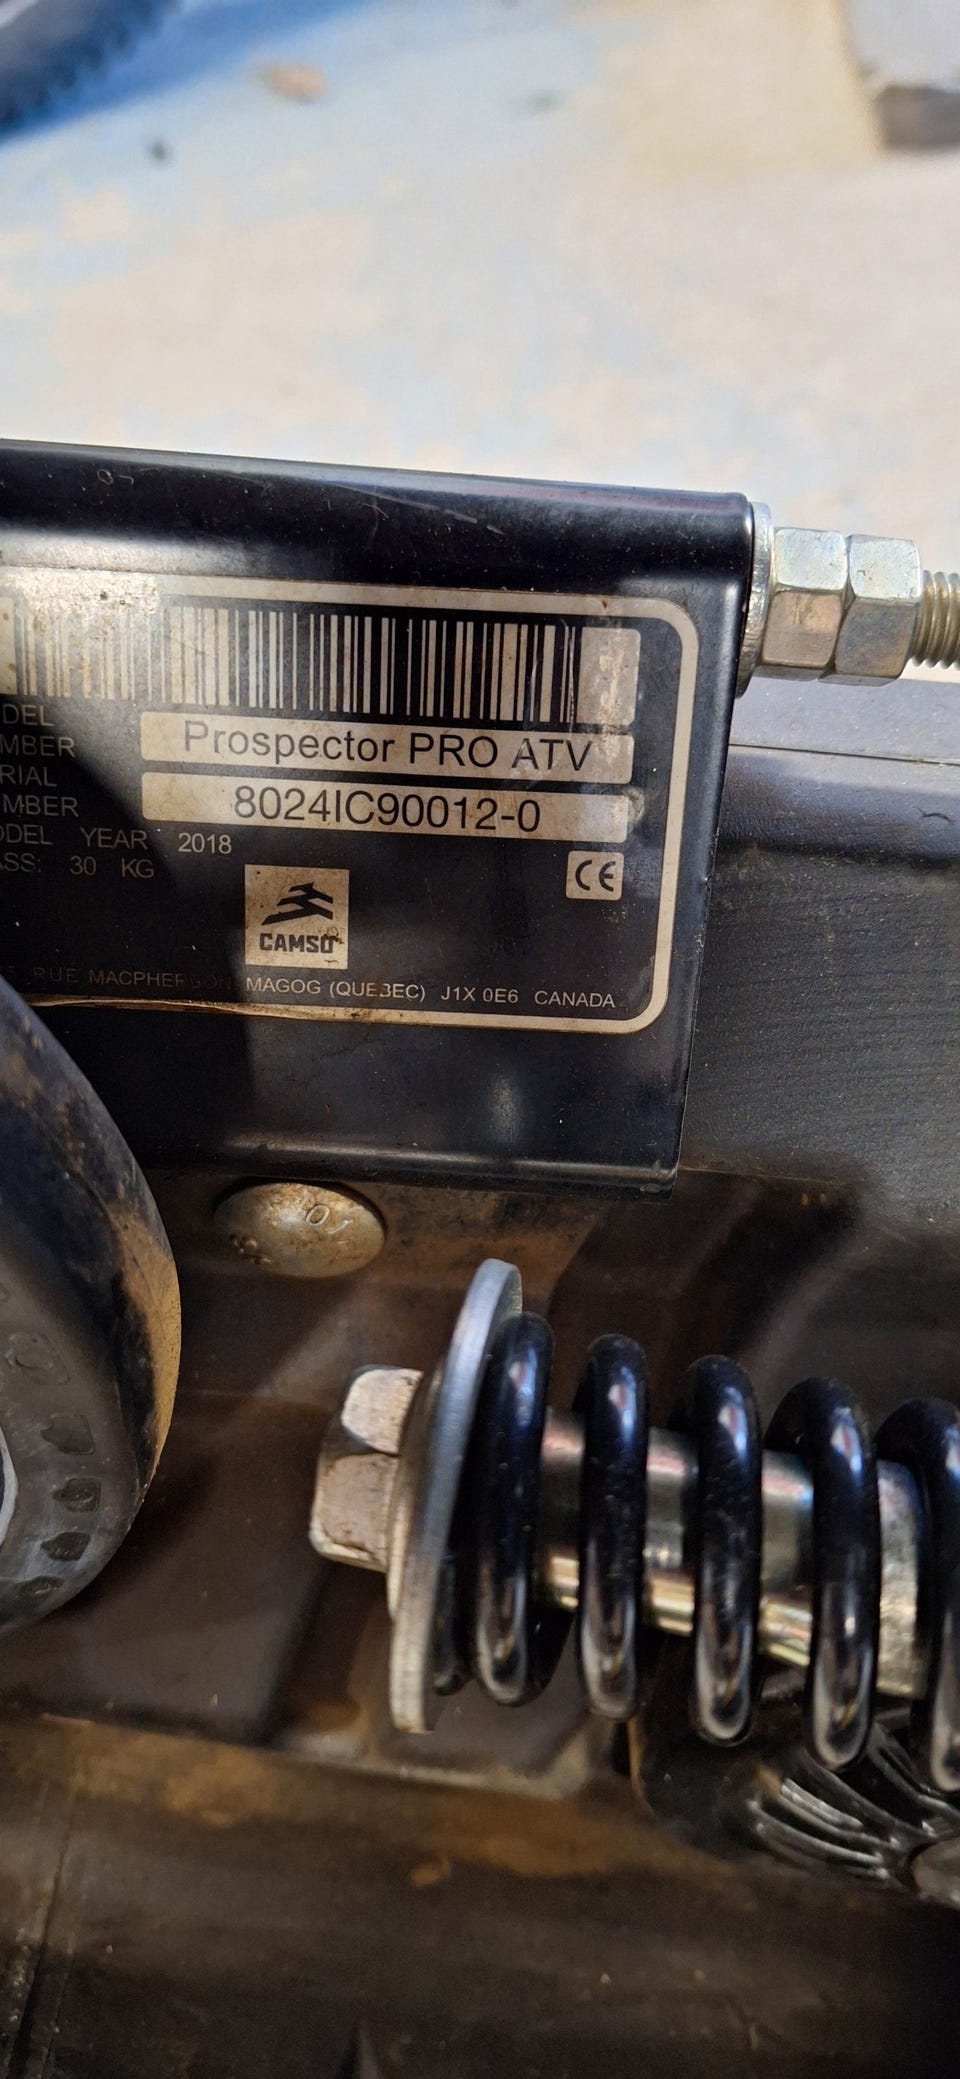 DEL
MBER
Prospector PRO ATV
RIAL
MBER
8024IC90012-0
ODEL YEAR 2018
ASS: 30 KG
CE
CAMSO
RUE MACPHERSON MAGOG (QUEBEC) J1X 0E6 CANADA